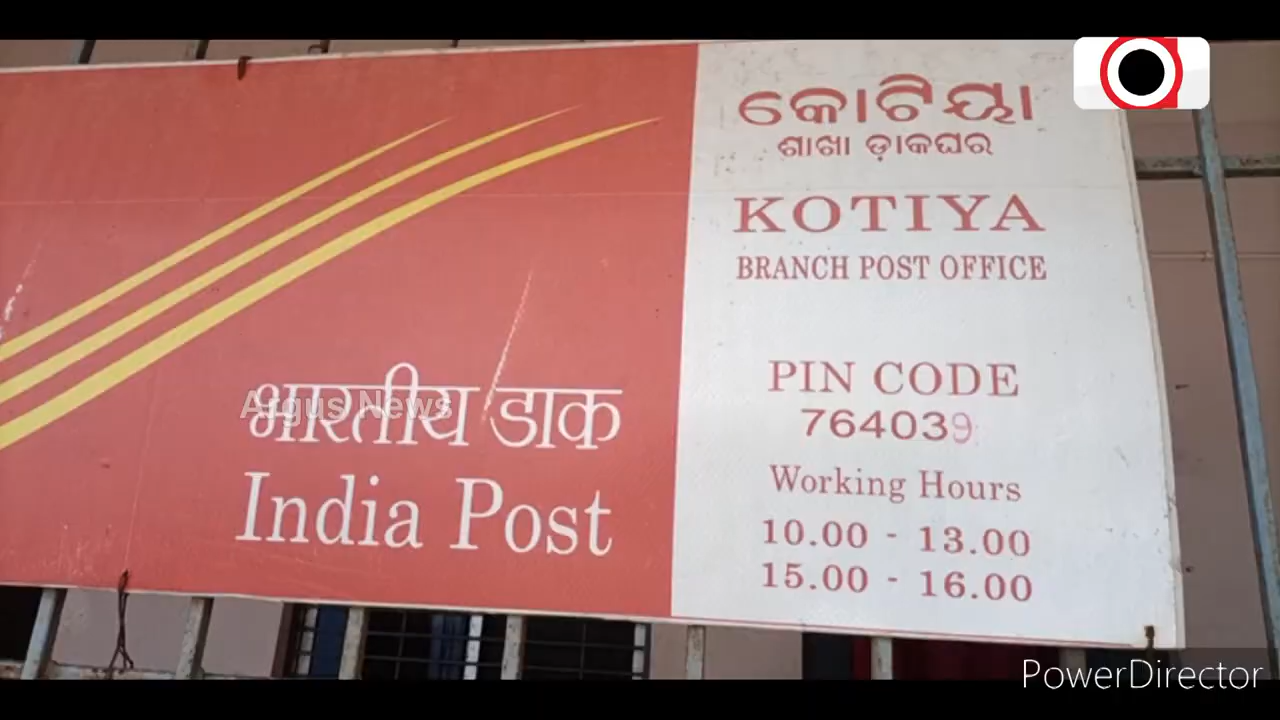 କୋଟିୟା
ଶାଖା ଡ଼ାକଘର
KOTIYA
BRANCH POST OFFICE
PIN CODE
764039
Working Hours
10.00 - 13.00
15.00 - 16.00
भारतीय डाक
India Post
Argus News
PowerDirector